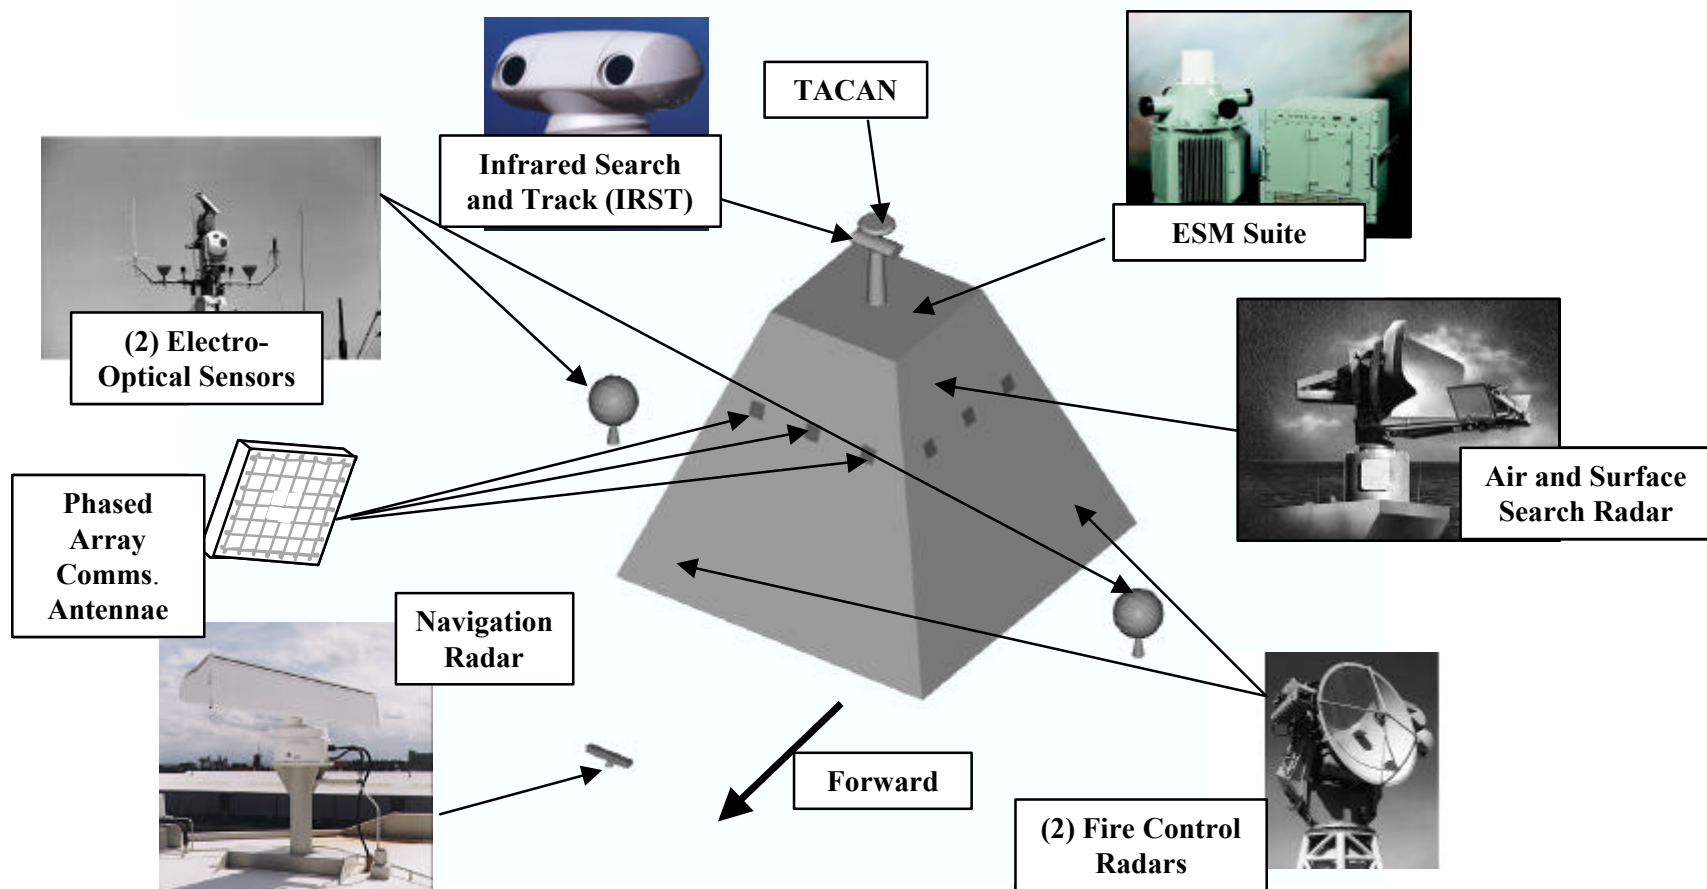 TACAN
Infrared Search
and Track (IRST)
ESM Suite
(2) Electro-
Optical Sensors
Air and Surface
Search Radar
Phased
Array
Comms.
Antennae
Navigation
Radar
Forward
(2) Fire Control
Radars